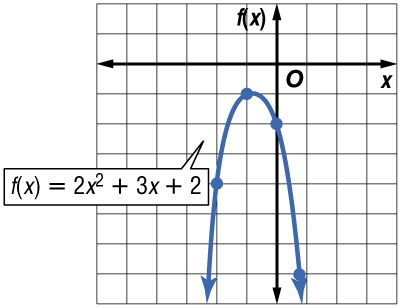 f(x)
O
x
f(x) = 2x² + 3x + 2